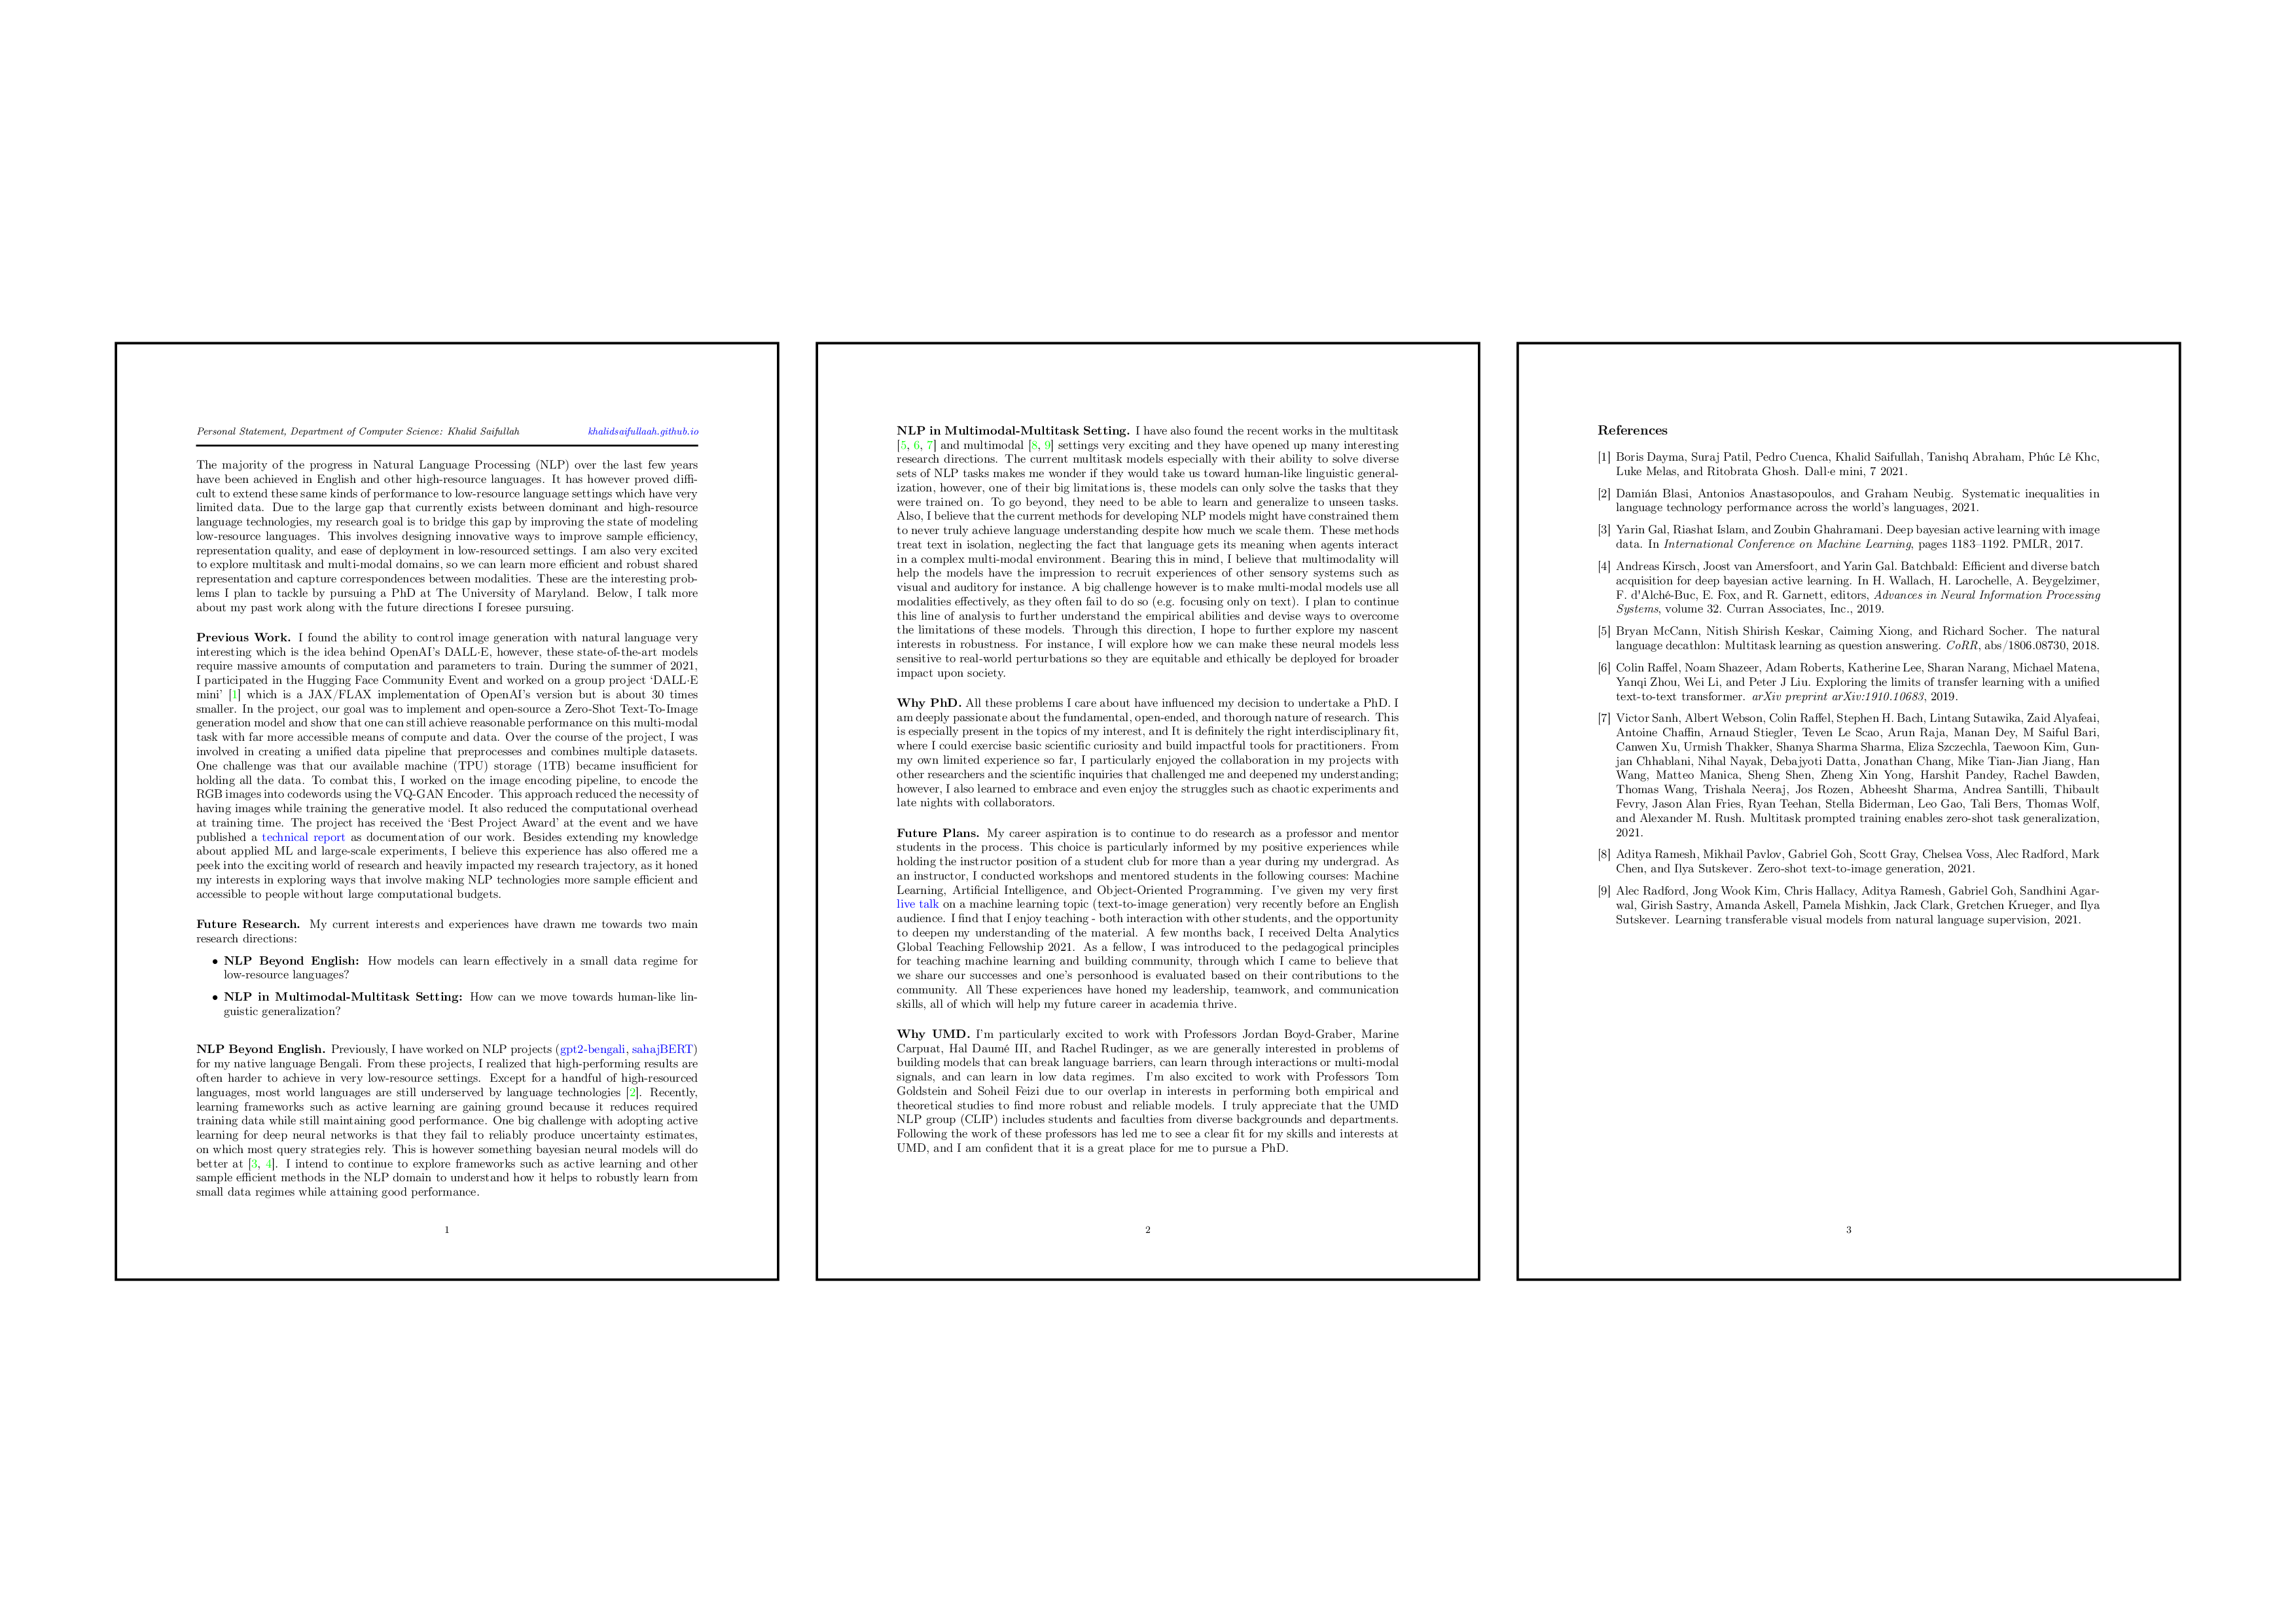 Personal Statement, Department of Computer Science: Khalid Saifullah khalidsaifullaah.github.io
The majority of the progress in Natural Language Processing (NLP) over the last few years
have been achieved in English and other high-resource languages. It has however proved diffi-
cult to extend these same kinds of performance to low-resource language settings which have very
limited data. Due to the large gap that currently exists between dominant and high-resource
language technologies, my research goal is to bridge this gap by improving the state of modeling
low-resource languages. This involves designing innovative ways to improve sample efficiency,
representation quality, and ease of deployment in low-resourced settings. I am also very excited
to explore multitask and multi-modal domains, so we can learn more efficient and robust shared
representation and capture correspondences between modalities. These are the interesting prob-
lems I plan to tackle by pursuing a PhD at The University of Maryland. Below, I talk more
about my past work along with the future directions I foresee pursuing.
Previous Work. I found the ability to control image generation with natural language very
interesting which is the idea behind OpenAI's DALL·E, however, these state-of-the-art models
require massive amounts of computation and parameters to train. During the summer of 2021,
I participated in the Hugging Face Community Event and worked on a group project ‘DALL·E
mini’ [1] which is a JAX/FLAX implementation of OpenAI's version but is about 30 times
smaller. In the project, our goal was to implement and open-source a Zero-Shot Text-To-Image
generation model and show that one can still achieve reasonable performance on this multi-modal
task with far more accessible means of compute and data. Over the course of the project, I was
involved in creating a unified data pipeline that preprocesses and combines multiple datasets.
One challenge was that our available machine (TPU) storage (1TB) became insufficient for
holding all the data. To combat this, I worked on the image encoding pipeline, to encode the
RGB images into codewords using the VQ-GAN Encoder. This approach reduced the necessity of
having images while training the generative model. It also reduced the computational overhead
at training time. The project has received the ‘Best Project Award’ at the event and we have
published a technical report as documentation of our work. Besides extending my knowledge
about applied ML and large-scale experiments, I believe this experience has also offered me a
peek into the exciting world of research and heavily impacted my research trajectory, as it honed
my interests in exploring ways that involve making NLP technologies more sample efficient and
accessible to people without large computational budgets.
Future Research. My current interests and experiences have drawn me towards two main
research directions:
• NLP Beyond English: How models can learn effectively in a small data regime for
low-resource languages?
• NLP in Multimodal-Multitask Setting: How can we move towards human-like lin-
guistic generalization?
NLP Beyond English. Previously, I have worked on NLP projects (gpt2-bengali, sahajBERT)
for my native language Bengali. From these projects, I realized that high-performing results are
often harder to achieve in very low-resource settings. Except for a handful of high-resourced
languages, most world languages are still underserved by language technologies [2]. Recently,
learning frameworks such as active learning are gaining ground because it reduces required
training data while still maintaining good performance. One big challenge with adopting active
learning for deep neural networks is that they fail to reliably produce uncertainty estimates,
on which most query strategies rely. This is however something bayesian neural models will do
better at [3, 4]. I intend to continue to explore frameworks such as active learning and other
sample efficient methods in the NLP domain to understand how it helps to robustly learn from
small data regimes while attaining good performance.
1
NLP in Multimodal-Multitask Setting. I have also found the recent works in the multitask
[5, 6, 7] and multimodal [8, 9] settings very exciting and they have opened up many interesting
research directions. The current multitask models especially with their ability to solve diverse
sets of NLP tasks makes me wonder if they would take us toward human-like linguistic general-
ization, however, one of their big limitations is, these models can only solve the tasks that they
were trained on. To go beyond, they need to be able to learn and generalize to unseen tasks.
Also, I believe that the current methods for developing NLP models might have constrained them
to never truly achieve language understanding despite how much we scale them. These methods
treat text in isolation, neglecting the fact that language gets its meaning when agents interact
in a complex multi-modal environment. Bearing this in mind, I believe that multimodality will
help the models have the impression to recruit experiences of other sensory systems such as
visual and auditory for instance. A big challenge however is to make multi-modal models use all
modalities effectively, as they often fail to do so (e.g. focusing only on text). I plan to continue
this line of analysis to further understand the empirical abilities and devise ways to overcome
the limitations of these models. Through this direction, I hope to further explore my nascent
interests in robustness. For instance, I will explore how we can make these neural models less
sensitive to real-world perturbations so they are equitable and ethically be deployed for broader
impact upon society.
Why PhD. All these problems I care about have influenced my decision to undertake a PhD. I
am deeply passionate about the fundamental, open-ended, and thorough nature of research. This
is especially present in the topics of my interest, and It is definitely the right interdisciplinary fit,
where I could exercise basic scientific curiosity and build impactful tools for practitioners. From
my own limited experience so far, I particularly enjoyed the collaboration in my projects with
other researchers and the scientific inquiries that challenged me and deepened my understanding;
however, I also learned to embrace and even enjoy the struggles such as chaotic experiments and
late nights with collaborators.
Future Plans. My career aspiration is to continue to do research as a professor and mentor
students in the process. This choice is particularly informed by my positive experiences while
holding the instructor position of a student club for more than a year during my undergrad. As
an instructor, I conducted workshops and mentored students in the following courses: Machine
Learning, Artificial Intelligence, and Object-Oriented Programming. I've given my very first
live talk on a machine learning topic (text-to-image generation) very recently before an English
audience. I find that I enjoy teaching - both interaction with other students, and the opportunity
to deepen my understanding of the material. A few months back, I received Delta Analytics
Global Teaching Fellowship 2021. As a fellow, I was introduced to the pedagogical principles
for teaching machine learning and building community, through which I came to believe that
we share our successes and one's personhood is evaluated based on their contributions to the
community. All These experiences have honed my leadership, teamwork, and communication
skills, all of which will help my future career in academia thrive.
Why UMD. I'm particularly excited to work with Professors Jordan Boyd-Graber, Marine
Carpuat, Hal Daumé III, and Rachel Rudinger, as we are generally interested in problems of
building models that can break language barriers, can learn through interactions or multi-modal
signals, and can learn in low data regimes. I'm also excited to work with Professors Tom
Goldstein and Soheil Feizi due to our overlap in interests in performing both empirical and
theoretical studies to find more robust and reliable models. I truly appreciate that the UMD
NLP group (CLIP) includes students and faculties from diverse backgrounds and departments.
Following the work of these professors has led me to see a clear fit for my skills and interests at
UMD, and I am confident that it is a great place for me to pursue a PhD.
2
References
[1] Boris Dayma, Suraj Patil, Pedro Cuenca, Khalid Saifullah, Tanishq Abraham, Phúc Lê Khc,
Luke Melas, and Ritobrata Ghosh. Dall·e mini, 7 2021.
[2] Damián Blasi, Antonios Anastasopoulos, and Graham Neubig. Systematic inequalities in
language technology performance across the world's languages, 2021.
[3] Yarin Gal, Riashat Islam, and Zoubin Ghahramani. Deep bayesian active learning with image
data. In International Conference on Machine Learning, pages 1183–1192. PMLR, 2017.
[4] Andreas Kirsch, Joost van Amersfoort, and Yarin Gal. Batchbald: Efficient and diverse batch
acquisition for deep bayesian active learning. In H. Wallach, H. Larochelle, A. Beygelzimer,
F. d'Alché-Buc, E. Fox, and R. Garnett, editors, Advances in Neural Information Processing
Systems, volume 32. Curran Associates, Inc., 2019.
[5] Bryan McCann, Nitish Shirish Keskar, Caiming Xiong, and Richard Socher. The natural
language decathlon: Multitask learning as question answering. CoRR, abs/1806.08730, 2018.
[6] Colin Raffel, Noam Shazeer, Adam Roberts, Katherine Lee, Sharan Narang, Michael Matena,
Yanqi Zhou, Wei Li, and Peter J Liu. Exploring the limits of transfer learning with a unified
text-to-text transformer. arXiv preprint arXiv:1910.10683, 2019.
[7] Victor Sanh, Albert Webson, Colin Raffel, Stephen H. Bach, Lintang Sutawika, Zaid Alyafeai,
Antoine Chaffin, Arnaud Stiegler, Teven Le Scao, Arun Raja, Manan Dey, M Saiful Bari,
Canwen Xu, Urmish Thakker, Shanya Sharma Sharma, Eliza Szczechla, Taewoon Kim, Gun-
jan Chhablani, Nihal Nayak, Debajyoti Datta, Jonathan Chang, Mike Tian-Jian Jiang, Han
Wang, Matteo Manica, Sheng Shen, Zheng Xin Yong, Harshit Pandey, Rachel Bawden,
Thomas Wang, Trishala Neeraj, Jos Rozen, Abheesht Sharma, Andrea Santilli, Thibault
Fevry, Jason Alan Fries, Ryan Teehan, Stella Biderman, Leo Gao, Tali Bers, Thomas Wolf,
and Alexander M. Rush. Multitask prompted training enables zero-shot task generalization,
2021.
[8] Aditya Ramesh, Mikhail Pavlov, Gabriel Goh, Scott Gray, Chelsea Voss, Alec Radford, Mark
Chen, and Ilya Sutskever. Zero-shot text-to-image generation, 2021.
[9] Alec Radford, Jong Wook Kim, Chris Hallacy, Aditya Ramesh, Gabriel Goh, Sandhini Agar-
wal, Girish Sastry, Amanda Askell, Pamela Mishkin, Jack Clark, Gretchen Krueger, and Ilya
Sutskever. Learning transferable visual models from natural language supervision, 2021.
3